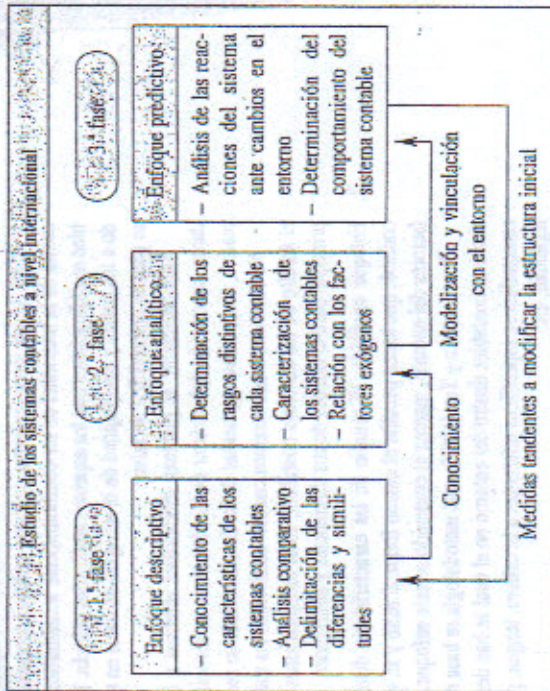 Estudio de los sistemas contables a nivel internacional
1.ª fase
Enfoque descriptivo
– Conocimiento de las
características de los
sistemas contables
– Análisis comparativo
– Delimitación de las
diferencias y simili-
tudes
2.ª fase
Enfoque analítico
– Determinación de los
rasgos distintivos de
cada sistema contable
– Caracterización de
los sistemas contables
– Relación con los fac-
tores exógenos
3.ª fase
Enfoque predictivo
– Análisis de las reac-
ciones del sistema
ante cambios en el
entorno
– Determinación del
comportamiento del
sistema contable
Conocimiento
Modelización y vinculación
con el entorno
Medidas tendentes a modificar la estructura inicial